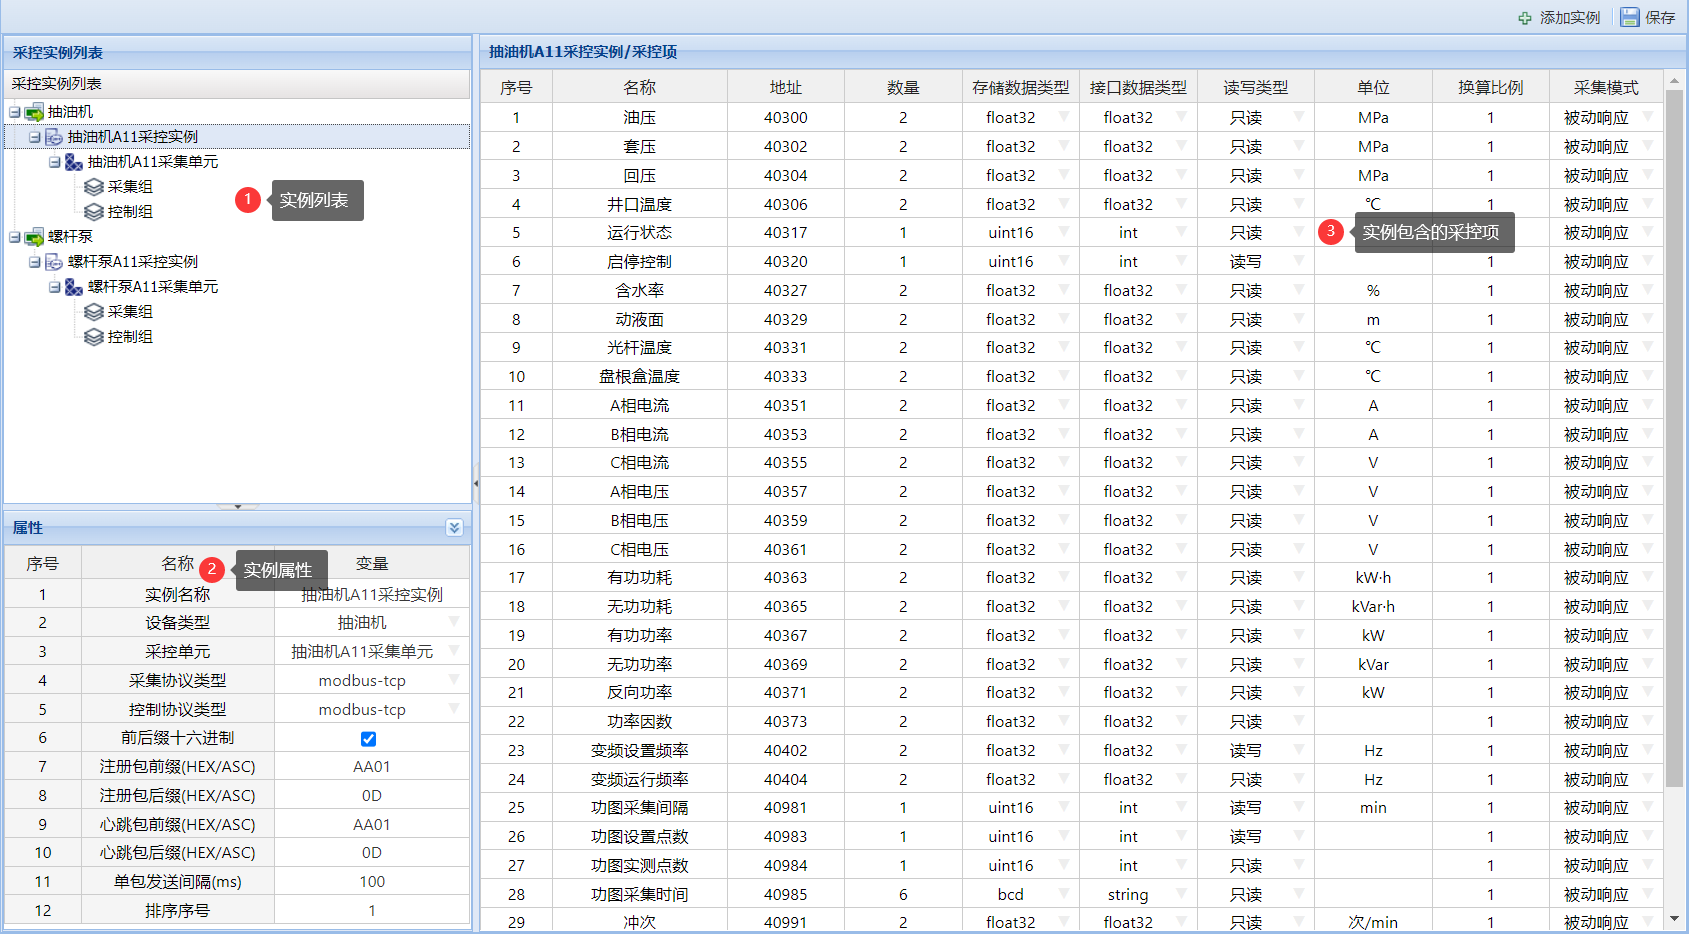 添加实例 保存
采控实例列表
采控实例列表
抽油机
抽油机A11采控实例
抽油机A11采集单元
采集组
控制组
螺杆泵
螺杆泵A11采控实例
螺杆泵A11采集单元
采集组
控制组
1 实例列表
属性
序号 名称 变量
2 实例属性
1 实例名称 抽油机A11采控实例
2 设备类型 抽油机
3 采控单元 抽油机A11采集单元
4 采集协议类型 modbus-tcp
5 控制协议类型 modbus-tcp
6 前后缀十六进制
7 注册包前缀(HEX/ASC) AA01
8 注册包后缀(HEX/ASC) 0D
9 心跳包前缀(HEX/ASC) AA01
10 心跳包后缀(HEX/ASC) 0D
11 单包发送间隔(ms) 100
12 排序序号 1
抽油机A11采控实例/采控项
序号 名称 地址 数量 存储数据类型 接口数据类型 读写类型 单位 换算比例 采集模式
1 油压 40300 2 float32 float32 只读 MPa 1 被动响应
2 套压 40302 2 float32 float32 只读 MPa 1 被动响应
3 回压 40304 2 float32 float32 只读 MPa 1 被动响应
4 井口温度 40306 2 float32 float32 只读 ℃ 1 被动响应
5 运行状态 40317 1 uint16 int 只读 被动响应
3 实例包含的采控项
6 启停控制 40320 1 uint16 int 读写 1 被动响应
7 含水率 40327 2 float32 float32 只读 % 1 被动响应
8 动液面 40329 2 float32 float32 只读 m 1 被动响应
9 光杆温度 40331 2 float32 float32 只读 ℃ 1 被动响应
10 盘根盒温度 40333 2 float32 float32 只读 ℃ 1 被动响应
11 A相电流 40351 2 float32 float32 只读 A 1 被动响应
12 B相电流 40353 2 float32 float32 只读 A 1 被动响应
13 C相电流 40355 2 float32 float32 只读 V 1 被动响应
14 A相电压 40357 2 float32 float32 只读 V 1 被动响应
15 B相电压 40359 2 float32 float32 只读 V 1 被动响应
16 C相电压 40361 2 float32 float32 只读 V 1 被动响应
17 有功功耗 40363 2 float32 float32 只读 kW·h 1 被动响应
18 无功功耗 40365 2 float32 float32 只读 kVar·h 1 被动响应
19 有功功率 40367 2 float32 float32 只读 kW 1 被动响应
20 无功功率 40369 2 float32 float32 只读 kVar 1 被动响应
21 反向功率 40371 2 float32 float32 只读 kW 1 被动响应
22 功率因数 40373 2 float32 float32 只读 1 被动响应
23 变频设置频率 40402 2 float32 float32 读写 Hz 1 被动响应
24 变频运行频率 40404 2 float32 float32 只读 Hz 1 被动响应
25 功图采集间隔 40981 1 uint16 int 读写 min 1 被动响应
26 功图设置点数 40983 1 uint16 int 读写 1 被动响应
27 功图实测点数 40984 1 uint16 int 只读 1 被动响应
28 功图采集时间 40985 6 bcd string 只读 1 被动响应
29 冲次 40991 2 float32 float32 只读 次/min 1 被动响应